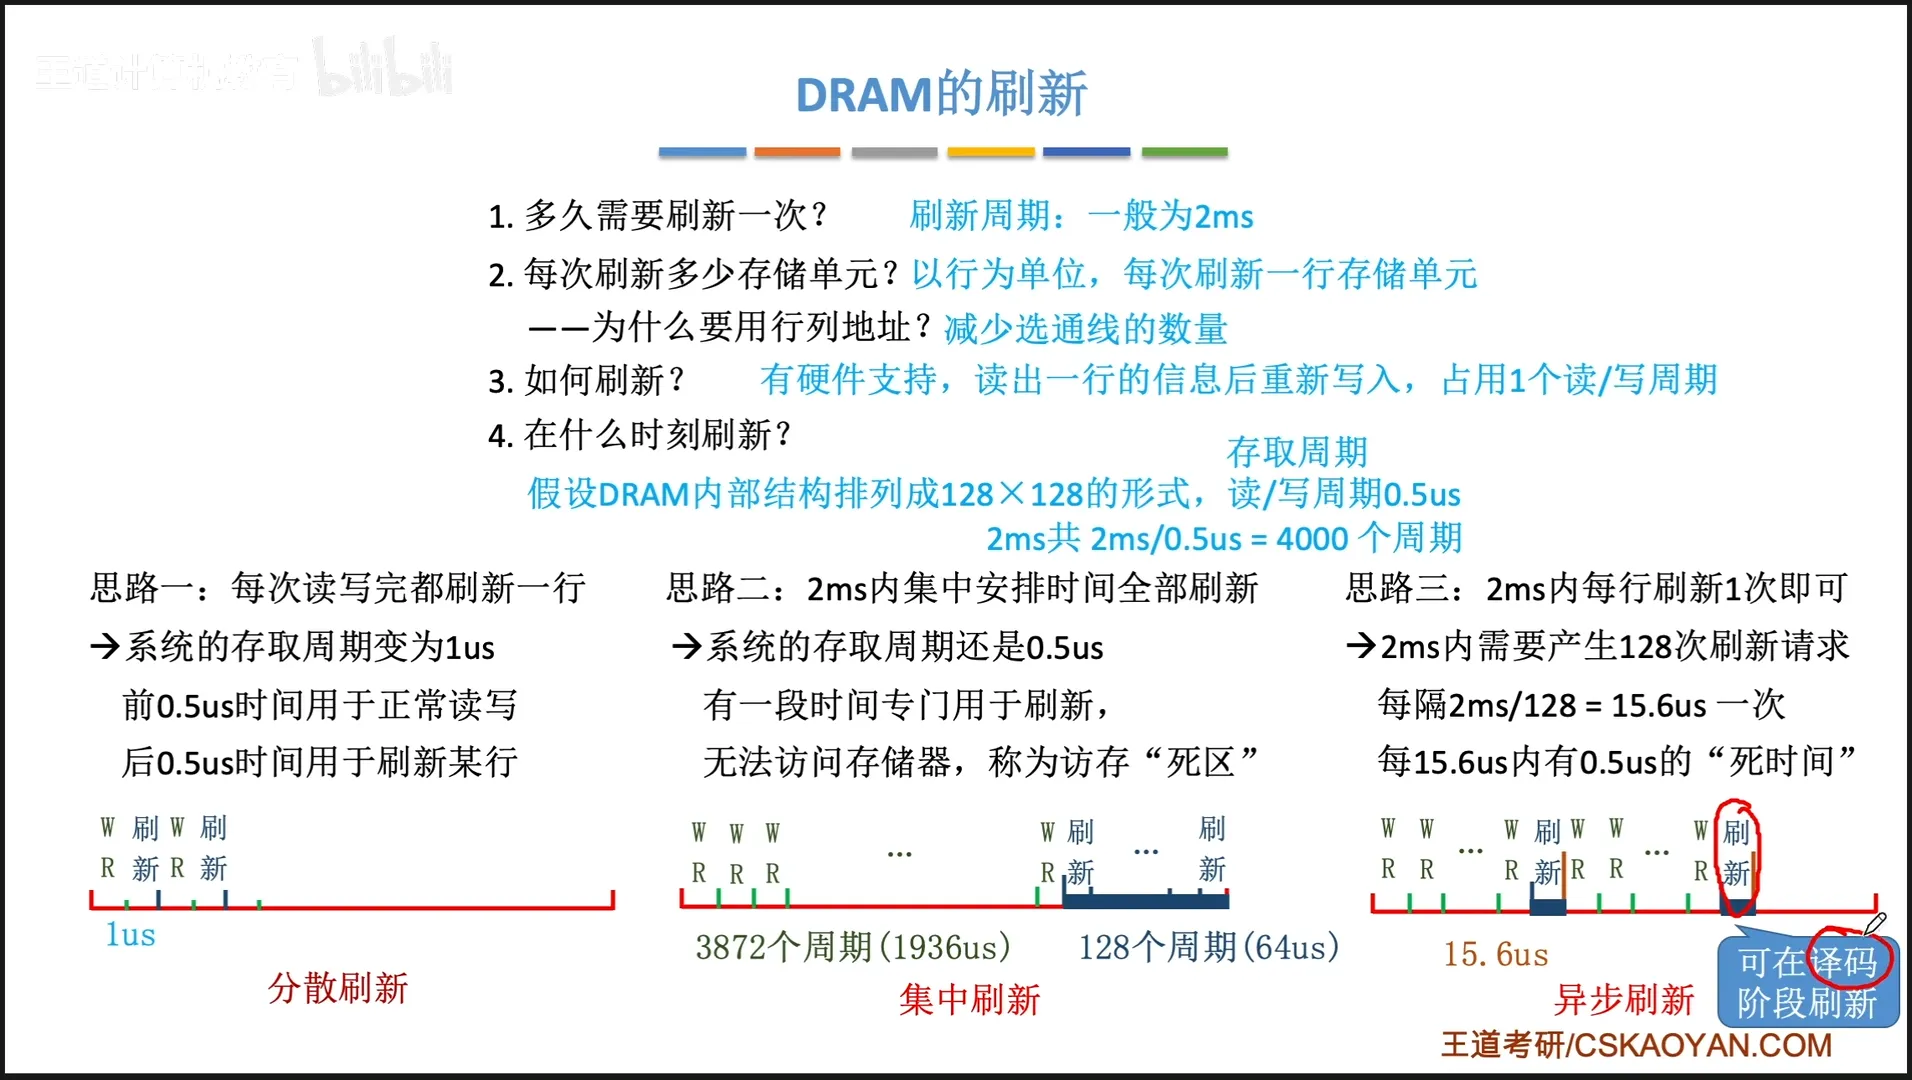 王道计算机教育 bilibili
DRAM的刷新
1. 多久需要刷新一次？ 刷新周期：一般为2ms
2. 每次刷新多少存储单元？以行为单位，每次刷新一行存储单元
——为什么要用行列地址？减少选通线的数量
3. 如何刷新？ 有硬件支持，读出一行的信息后重新写入，占用1个读/写周期
4. 在什么时刻刷新？
存取周期
假设DRAM内部结构排列成128×128的形式，读/写周期0.5us
2ms共 2ms/0.5us = 4000 个周期
思路一：每次读写完都刷新一行
→系统的存取周期变为1us
前0.5us时间用于正常读写
后0.5us时间用于刷新某行
W 刷 W 刷
R 新 R 新
1us
分散刷新
思路二：2ms内集中安排时间全部刷新
→系统的存取周期还是0.5us
有一段时间专门用于刷新，
无法访问存储器，称为访存“死区”
W W W ... W 刷 ... 刷
R R R R 新 新
3872个周期(1936us) 128个周期(64us)
集中刷新
思路三：2ms内每行刷新1次即可
→2ms内需要产生128次刷新请求
每隔2ms/128 = 15.6us 一次
每15.6us内有0.5us的“死时间”
W W ... W 刷 W W ... W 刷
R R R 新 R R R 新
15.6us
异步刷新
可在译码
阶段刷新
王道考研/CSKAOYAN.COM